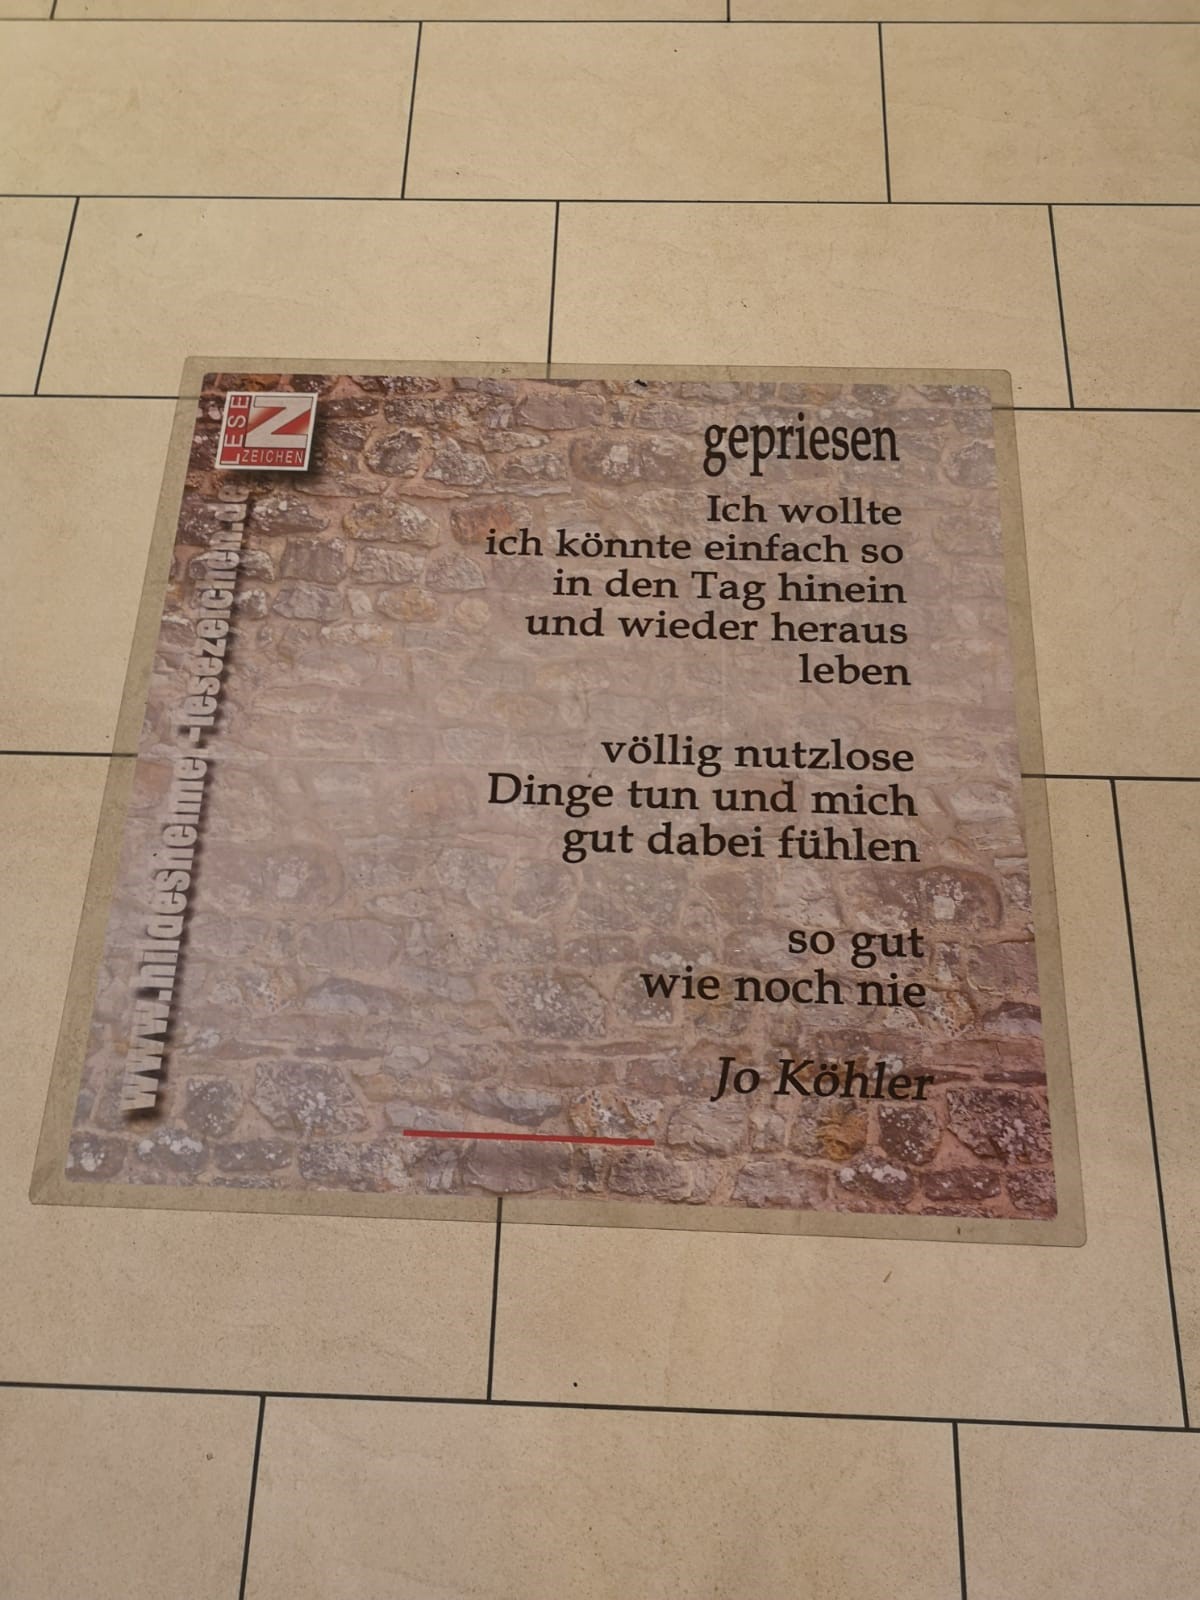 LESE
ZEICHEN
www.hildesheimer-lesezeichen.de
gepriesen
Ich wollte
ich könnte einfach so
in den Tag hinein
und wieder heraus
leben
völlig nutzlose
Dinge tun und mich
gut dabei fühlen
so gut
wie noch nie
Jo Köhler